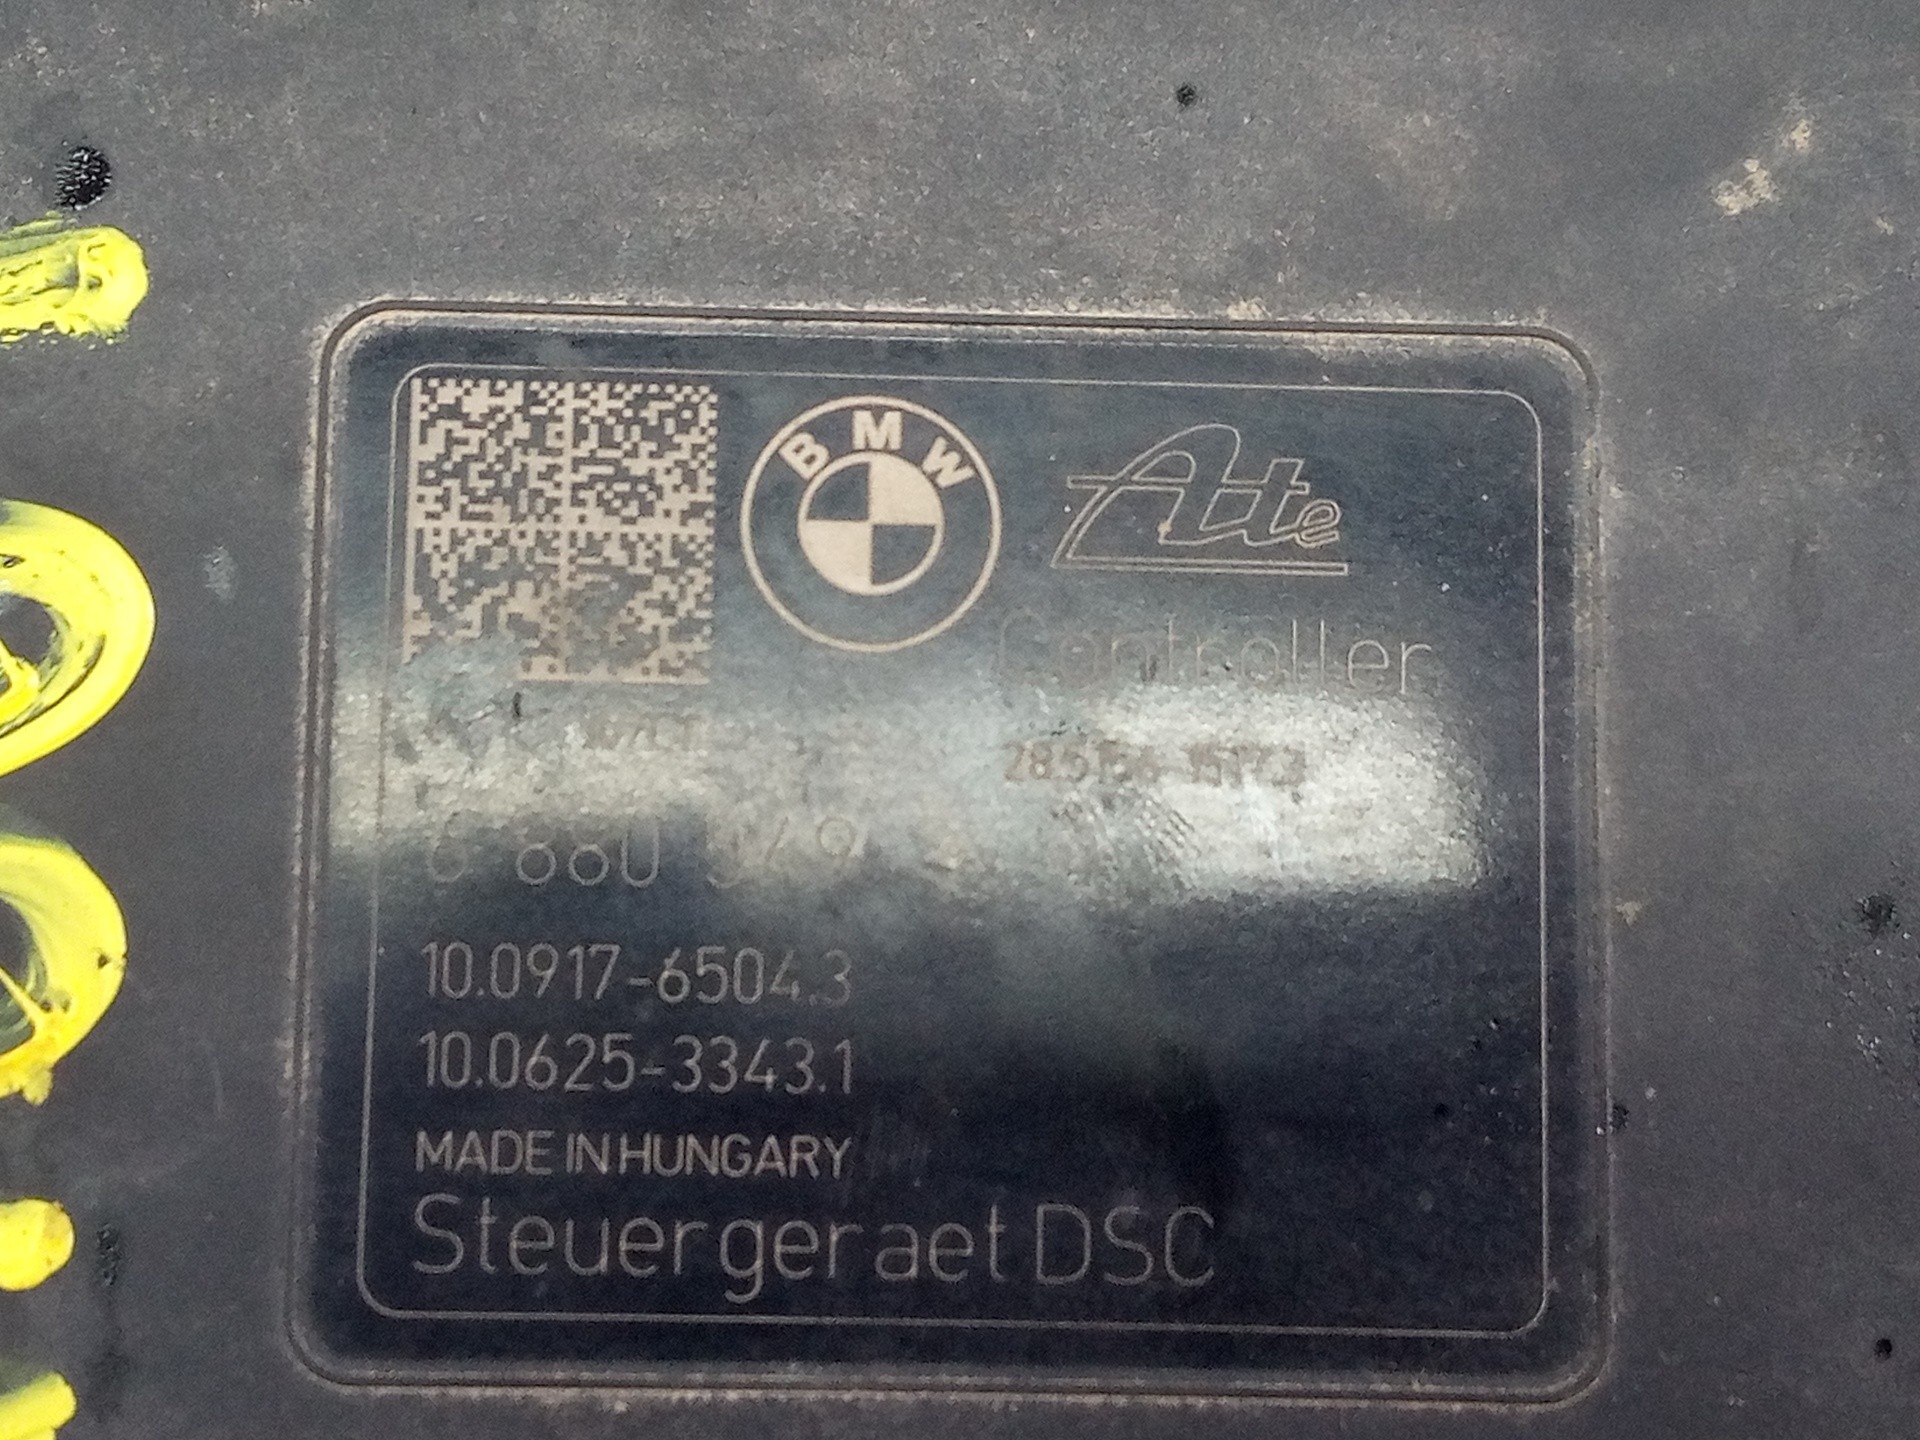 BMW
Ate
Controller
10.0917-6504.3
10.0625-3343.1
MADE IN HUNGARY
Steuergeraet DSC